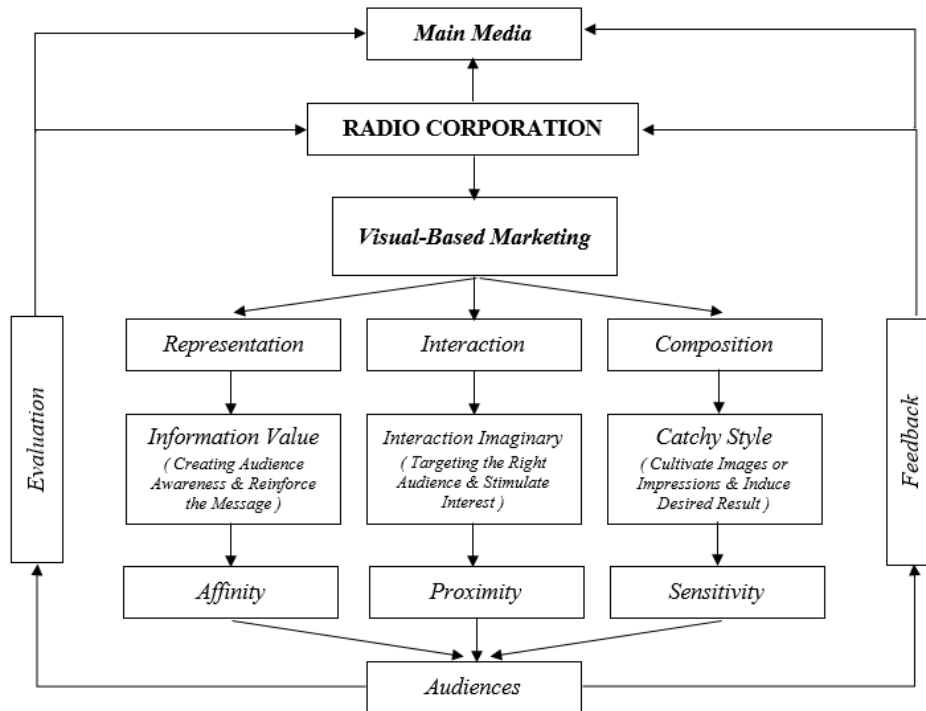 Main Media
RADIO CORPORATION
Visual-Based Marketing
Representation
Interaction
Composition
Information Value
( Creating Audience
Awareness & Reinforce
the Message )
Interaction Imaginary
( Targeting the Right
Audience & Stimulate
Interest )
Catchy Style
( Cultivate Images or
Impressions & Induce
Desired Result )
Affinity
Proximity
Sensitivity
Audiences
Evaluation
Feedback